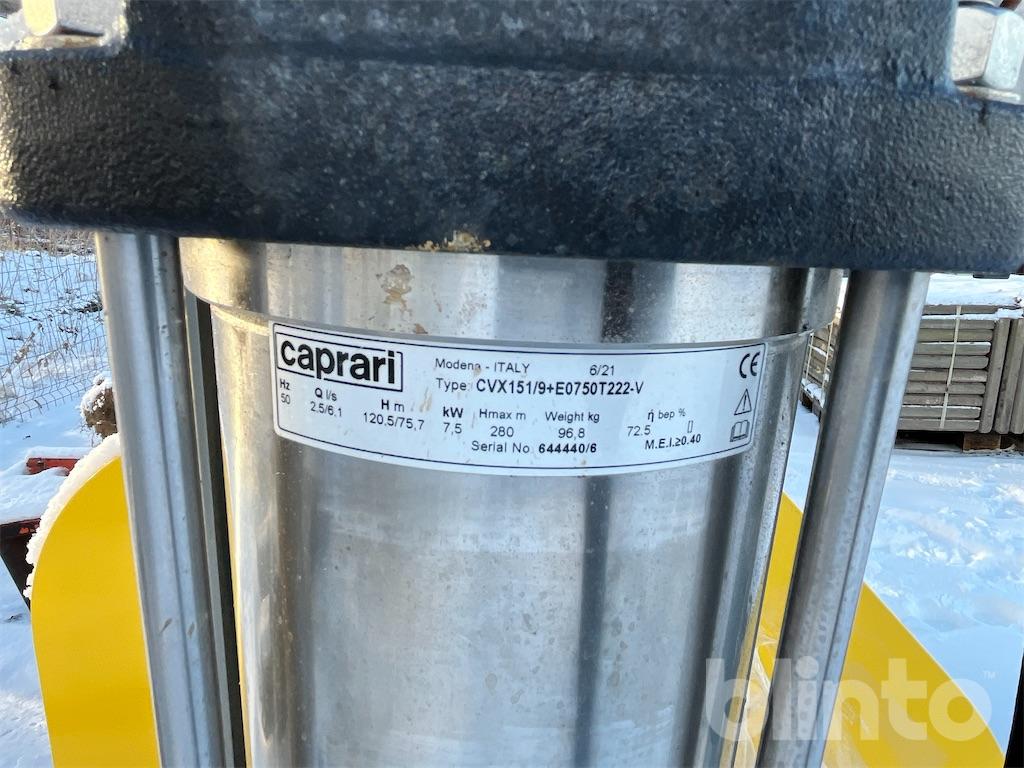 caprari Modena - ITALY 6/21 CE
Type: CVX151/9+E0750T222-V
Hz Q l/s H m kW Hmax m Weight kg η bep %
50 2.5/6,1 120,5/75,7 7,5 280 96,8 72.5
Serial No 644440/6 M.E.I.≥0.40
blinto